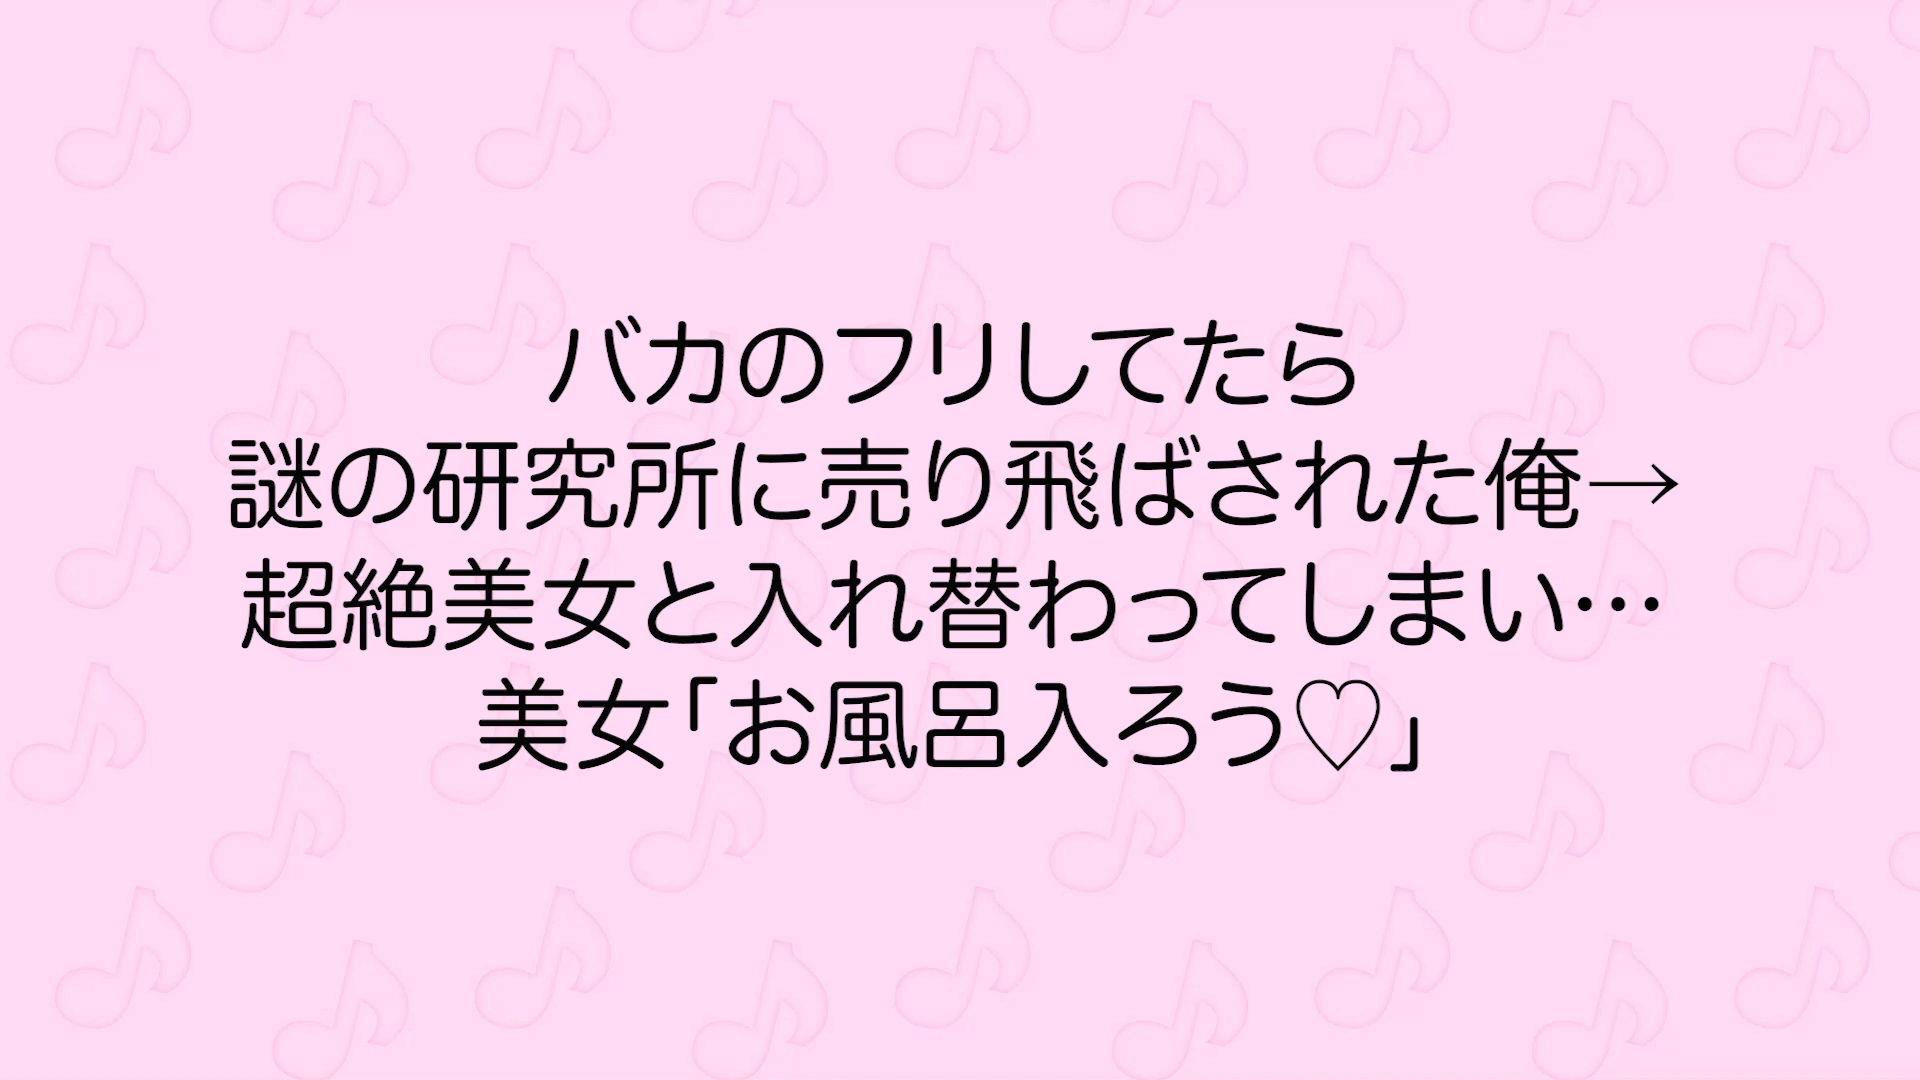 バカのフリしてたら
謎の研究所に売り飛ばされた俺→
超絶美女と入れ替わってしまい…
美女「お風呂入ろう♡」